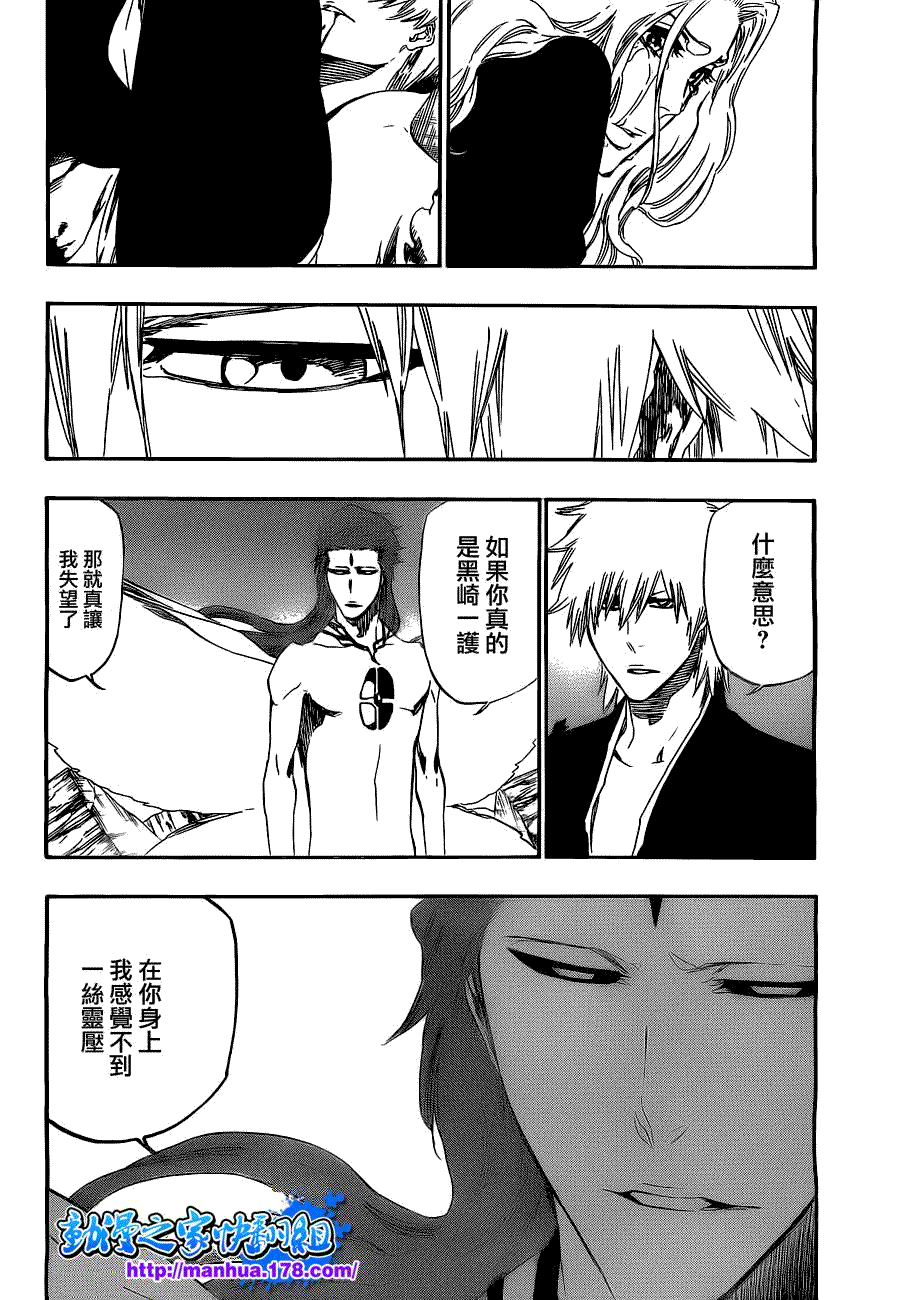 什麼意思?
如果你真的
是黑崎一護
那就真讓
我失望了
在你身上
我感覺不到
一絲靈壓
動漫之家快翻組
http://manhua.178.com/